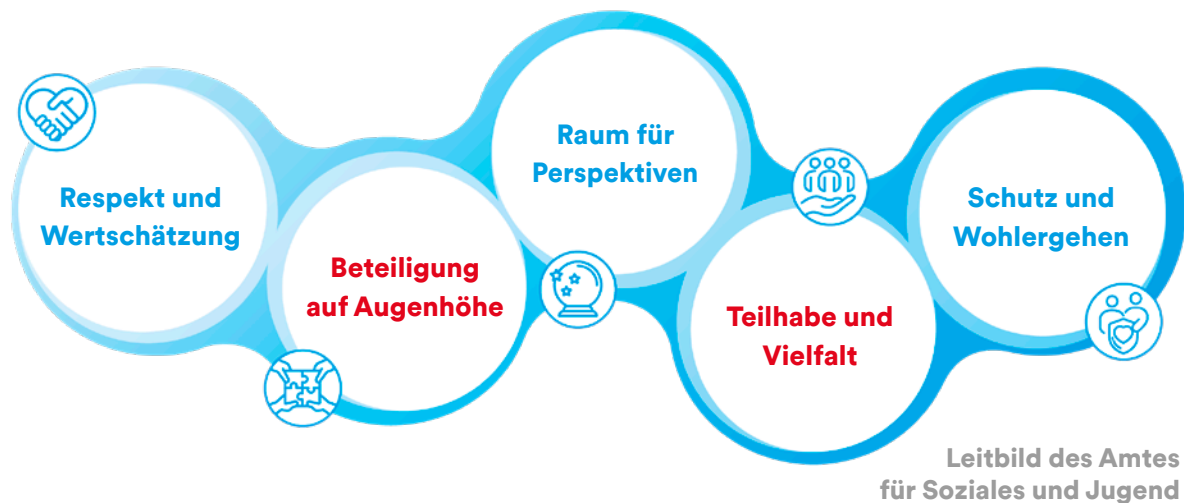 Respekt und
Wertschätzung
Beteiligung
auf Augenhöhe
Raum für
Perspektiven
Teilhabe und
Vielfalt
Schutz und
Wohlergehen
Leitbild des Amtes
für Soziales und Jugend